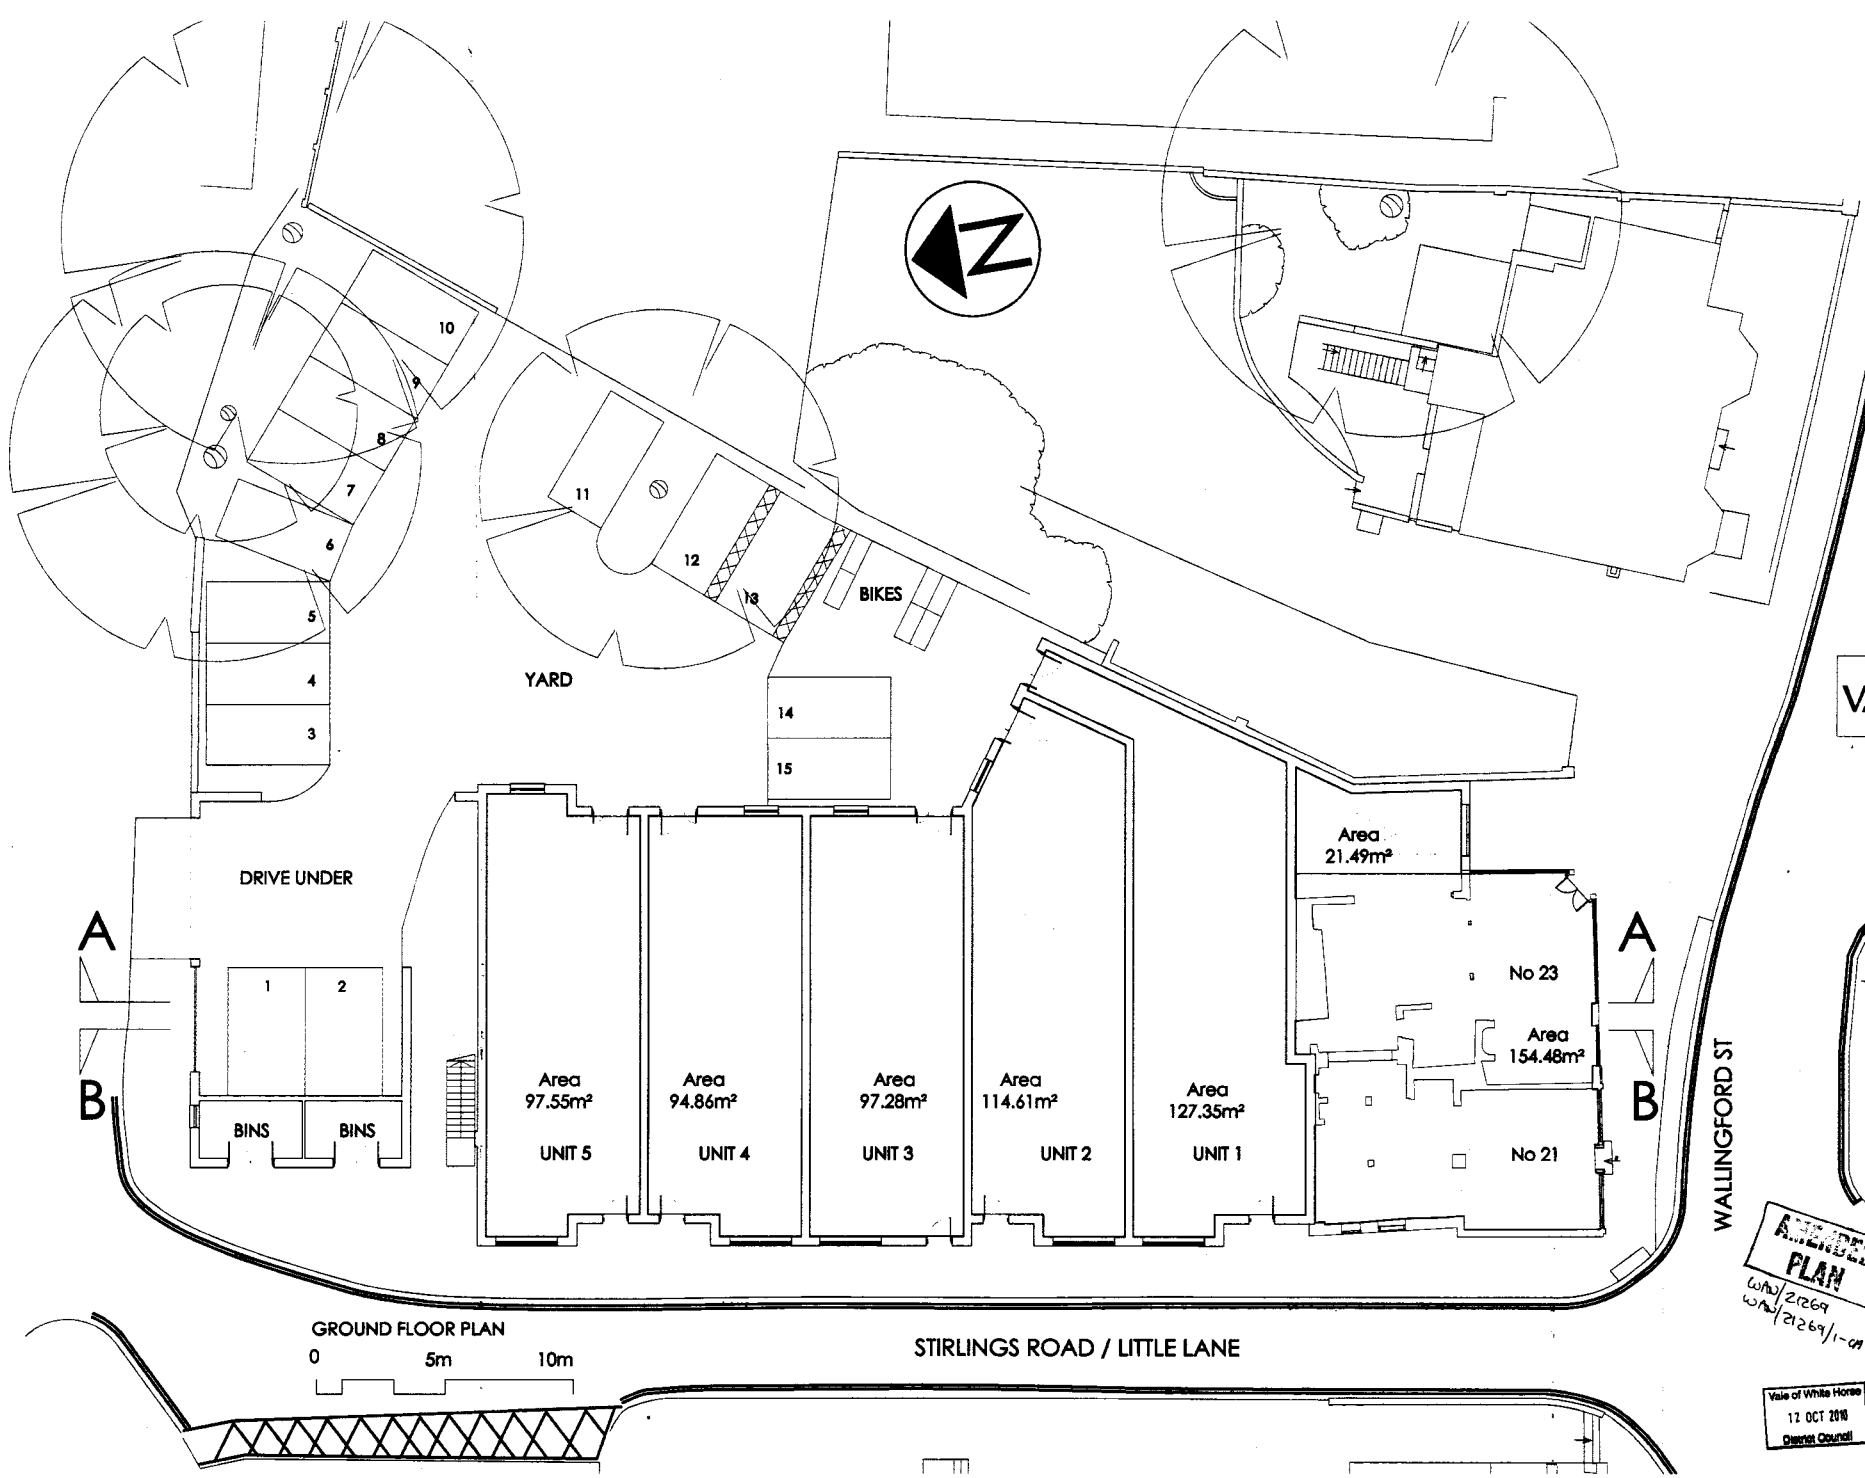 N
10
9
8
7
6
5
4
3
11
12
13
BIKES
YARD
14
15
DRIVE UNDER
A
B
1
2
BINS
BINS
Area
97.55m²
UNIT 5
Area
94.86m²
UNIT 4
Area
97.28m²
UNIT 3
Area
114.61m²
UNIT 2
Area
127.35m²
UNIT 1
Area
21.49m²
No 23
Area
154.48m²
No 21
A
B
WALLINGFORD ST
GROUND FLOOR PLAN
0 5m 10m
STIRLINGS ROAD / LITTLE LANE
PLAN
WAN/21269
Vale of White Horse
12 OCT 2010
District Council